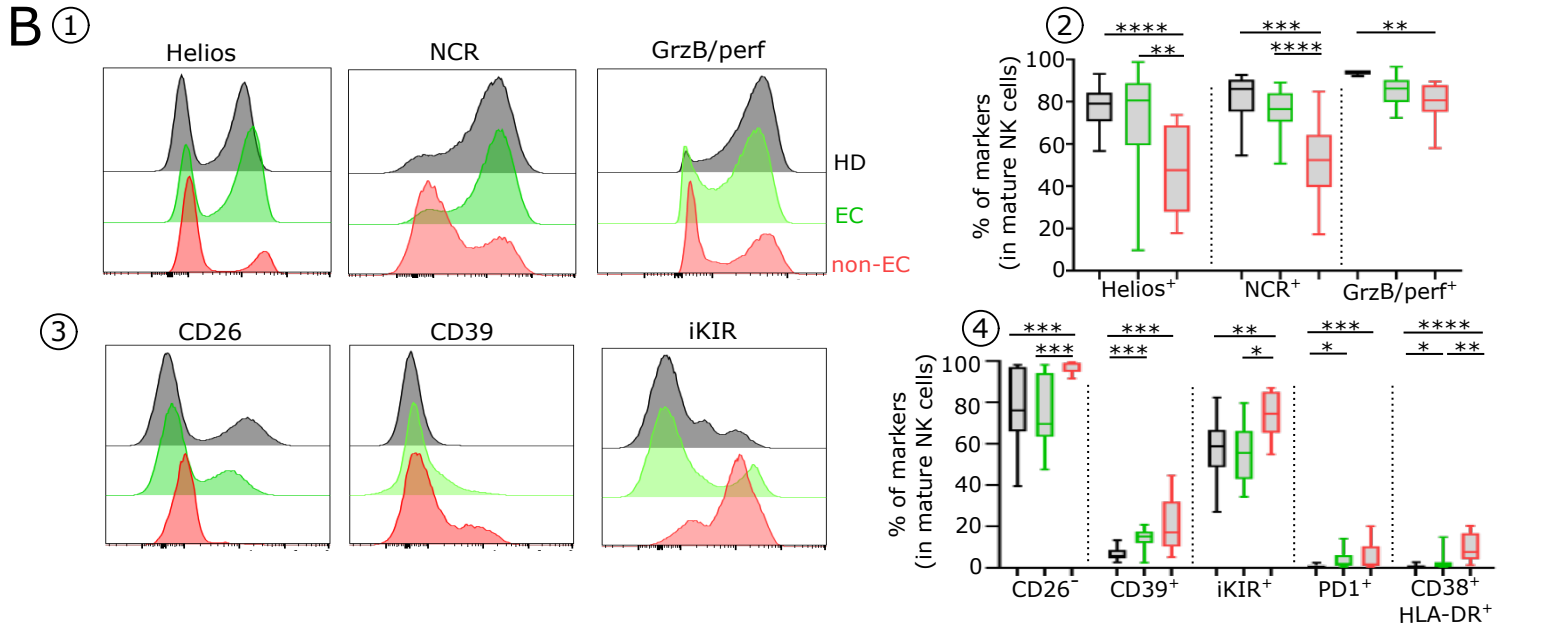 B ①
Helios
NCR
GrzB/perf
HD
EC
non-EC
②
**** *** **
** ****
% of markers
(in mature NK cells)
100
80
60
40
20
0
Helios⁺ NCR⁺ GrzB/perf⁺
③
CD26
CD39
iKIR
④
*** *** ** *** ****
*** *** * * * **
% of markers
(in mature NK cells)
100
80
60
40
20
0
CD26⁻ CD39⁺ iKIR⁺ PD1⁺ CD38⁺
HLA-DR⁺